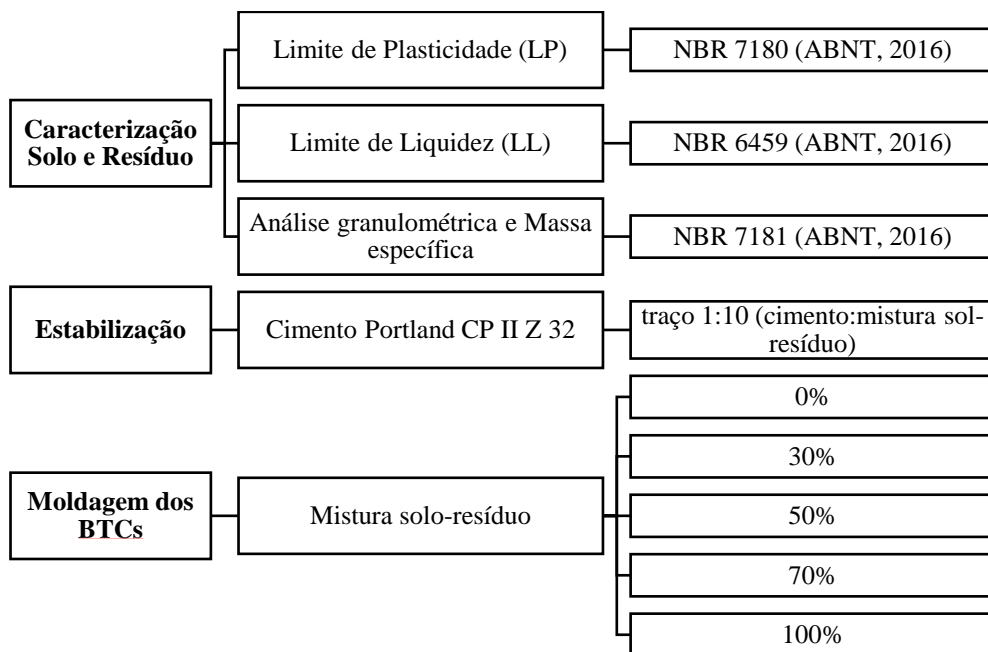 Caracterização
Solo e Resíduo
Limite de Plasticidade (LP)
NBR 7180 (ABNT, 2016)
Limite de Liquidez (LL)
NBR 6459 (ABNT, 2016)
Análise granulométrica e Massa
específica
NBR 7181 (ABNT, 2016)
Estabilização
Cimento Portland CP II Z 32
traço 1:10 (cimento:mistura sol-
resíduo)
Moldagem dos
BTCs
Mistura solo-resíduo
0%
30%
50%
70%
100%